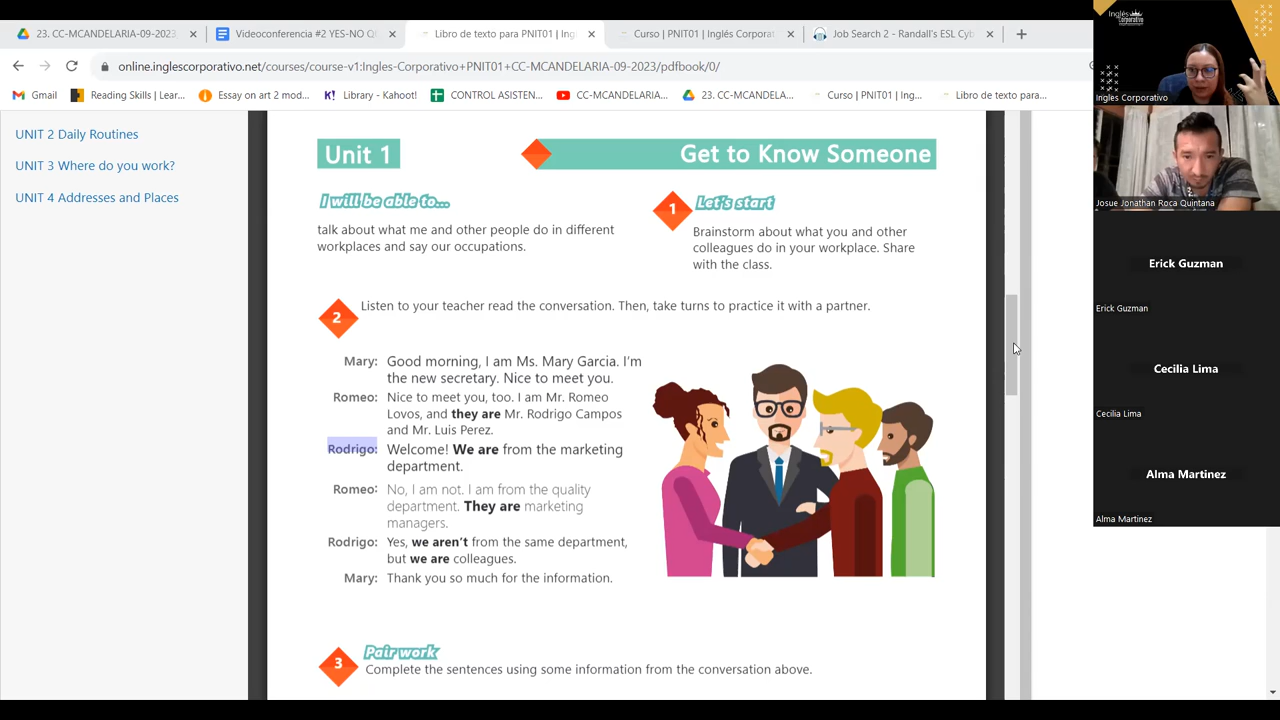 23. CC-MCANDELARIA-09-2023
Videoconferencia #2 YES-NO Q
Libro de texto para PNIT01 | Ing
Curso | PNIT01 | Inglés Corporat
Job Search 2 - Randall's ESL Cyb
online.inglescorporativo.net/courses/course-v1:Ingles-Corporativo+PNIT01+CC-MCANDELARIA-09-2023/pdfbook/0/
Gmail
Reading Skills | Lear...
Essay on art 2 mod...
Library - Kahoot!
CONTROLASISTEN...
CC-MCANDELARIA...
23. CC-MCANDELA...
Curso | PNIT01 | Ing...
Libro de texto para...
UNIT 2 Daily Routines
UNIT 3 Where do you work?
UNIT 4 Addresses and Places
Unit 1
Get to Know Someone
I will be able to...
talk about what me and other people do in different
workplaces and say our occupations.
1
Let's start
Brainstorm about what you and other
colleagues do in your workplace. Share
with the class.
2
Listen to your teacher read the conversation. Then, take turns to practice it with a partner.
Mary: Good morning, I am Ms. Mary Garcia. I'm
the new secretary. Nice to meet you.
Romeo: Nice to meet you, too. I am Mr. Romeo
Lovos, and they are Mr. Rodrigo Campos
and Mr. Luis Perez.
Rodrigo: Welcome! We are from the marketing
department.
Romeo: No, I am not. I am from the quality
department. They are marketing
managers.
Rodrigo: Yes, we aren't from the same department,
but we are colleagues.
Mary: Thank you so much for the information.
3
Pair work
Complete the sentences using some information from the conversation above.
Inglés
Corporativo
Ingles Corporativo
Josue Jonathan Roca Quintana
Erick Guzman
Erick Guzman
Cecilia Lima
Cecilia Lima
Alma Martinez
Alma Martinez